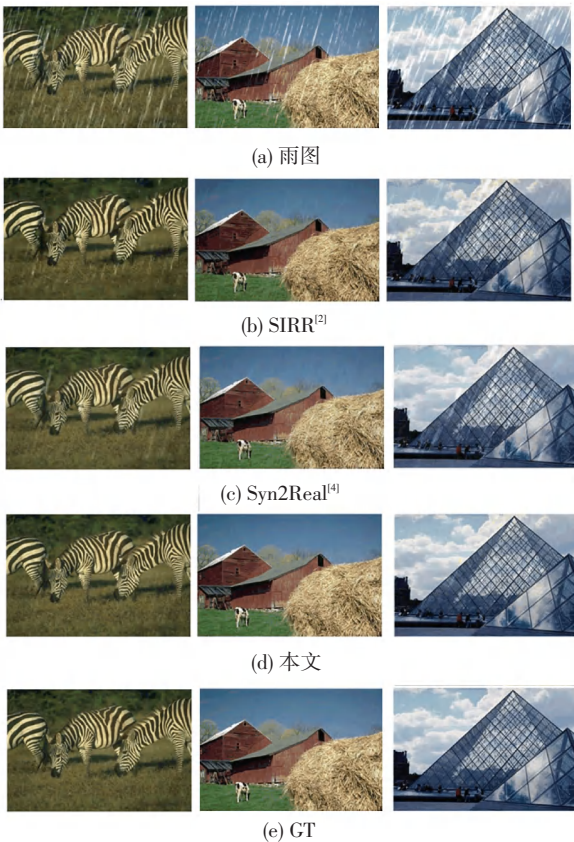 (a) 雨图
(b) SIRR[2]
(c) Syn2Real[4]
(d) 本文
(e) GT